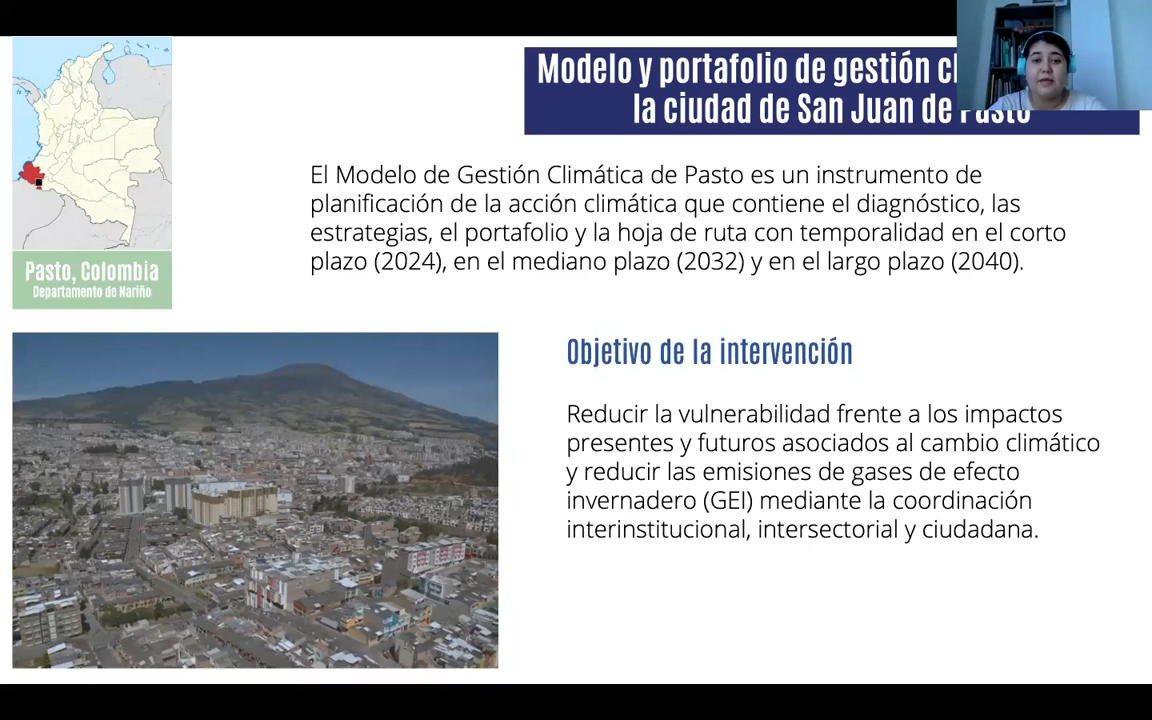 Modelo y portafolio de gestión
la ciudad de San Juan de Pasto
El Modelo de Gestión Climática de Pasto es un instrumento de
planificación de la acción climática que contiene el diagnóstico, las
estrategias, el portafolio y la hoja de ruta con temporalidad en el corto
plazo (2024), en el mediano plazo (2032) y en el largo plazo (2040).
Pasto, Colombia
Departamento de Nariño
Objetivo de la intervención
Reducir la vulnerabilidad frente a los impactos
presentes y futuros asociados al cambio climático
y reducir las emisiones de gases de efecto
invernadero (GEI) mediante la coordinación
interinstitucional, intersectorial y ciudadana.